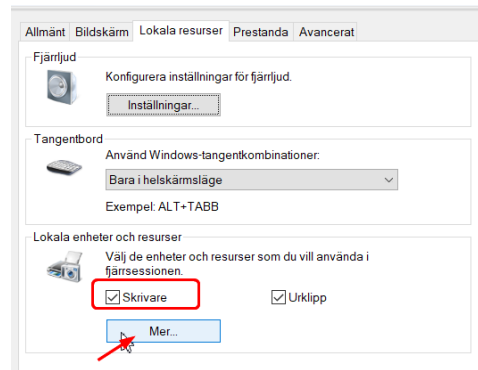 Allmänt Bildskärm Lokala resurser Prestanda Avancerat
Fjärrljud
Konfigurera inställningar för fjärrljud.
Inställningar...
Tangentbord
Använd Windows-tangentkombinationer:
Bara i helskärmsläge
Exempel: ALT+TABB
Lokala enheter och resurser
Välj de enheter och resurser som du vill använda i
fjärrsessionen.
Skrivare Urklipp
Mer...